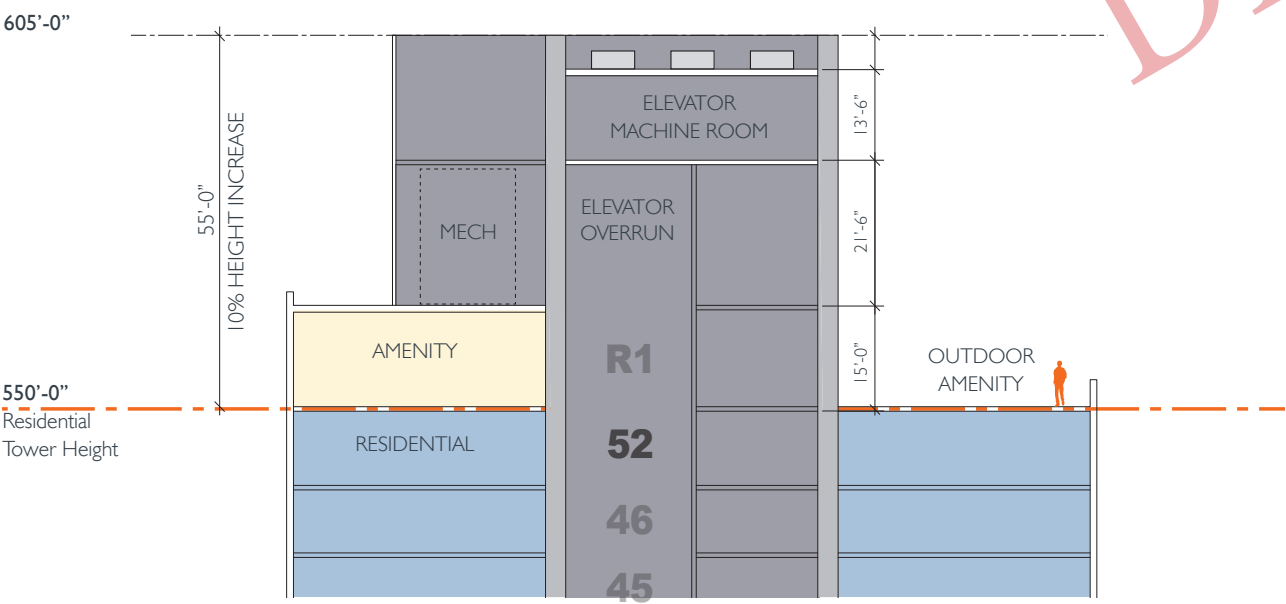 605'-0"
ELEVATOR
MACHINE ROOM
13'-6"
55'-0"
10% HEIGHT INCREASE
MECH
ELEVATOR
OVERRUN
21'-6"
AMENITY
R1
15'-0"
OUTDOOR
AMENITY
550'-0"
Residential
Tower Height
RESIDENTIAL
52
46
45